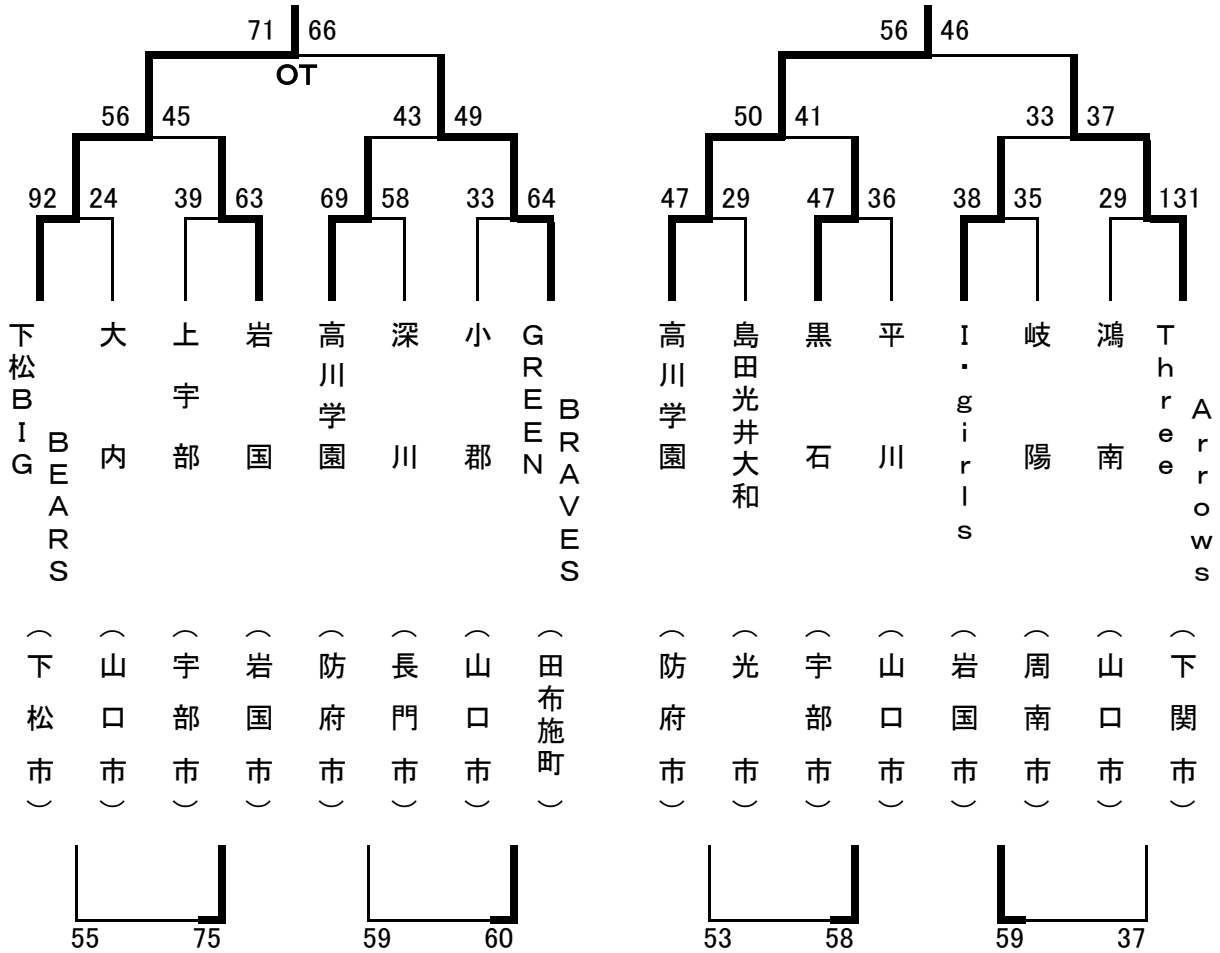 71 66 56 46
OT
56 45 43 49 50 41 33 37
92 24 39 63 69 58 33 64 47 29 47 36 38 35 29 131
下松BIG BEARS
大内
上宇部
岩国
高川学園
深川
小郡
GREEN BRAVES
高川学園
島田光井大和
黒石
平川
I・girls
岐陽
鴻南
Three Arrows
(下松市)
(山口市)
(宇部市)
(岩国市)
(防府市)
(長門市)
(山口市)
(田布施町)
(防府市)
(光市)
(宇部市)
(山口市)
(岩国市)
(周南市)
(山口市)
(下関市)
55 75 59 60 53 58 59 37